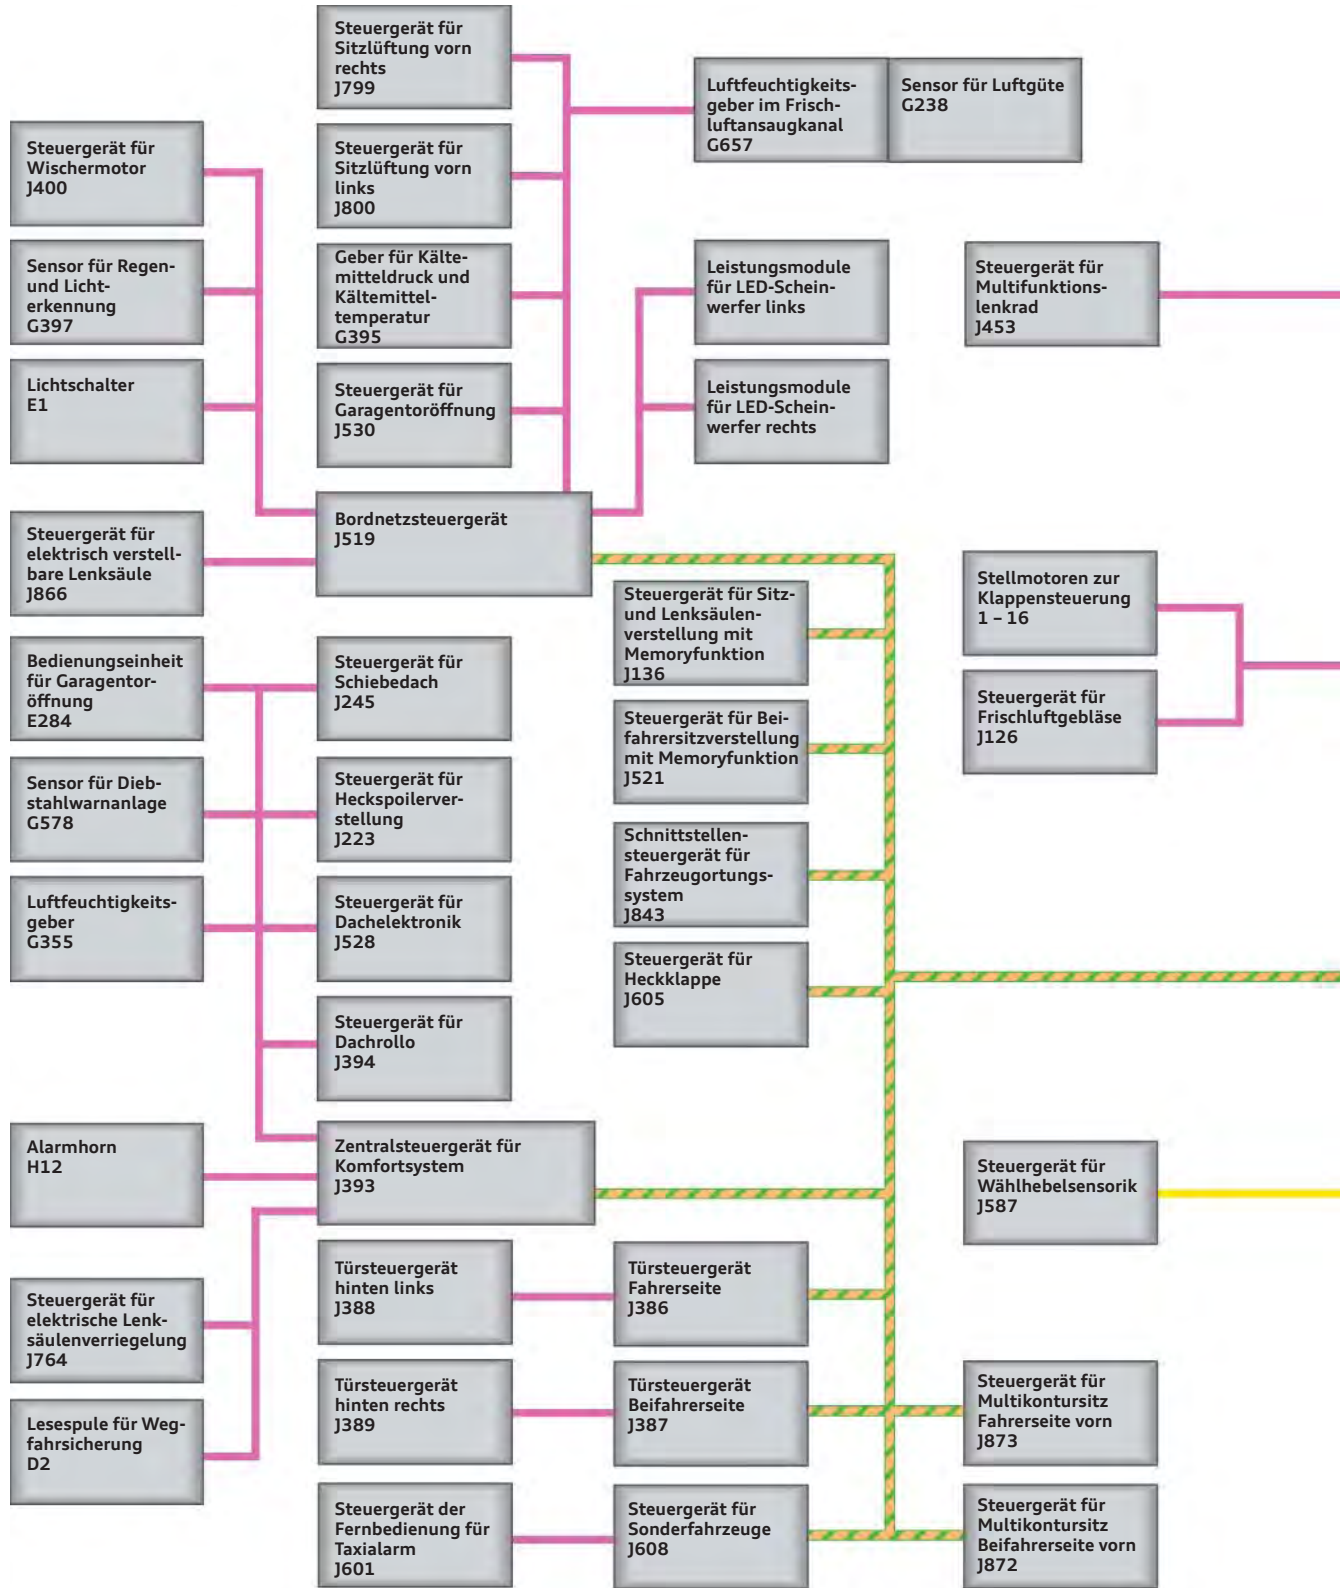 Steuergerät für
Sitzlüftung vorn
rechts
J799
Luftfeuchtigkeits-
geber im Frisch-
luftansaugkanal
G657
Sensor für Luftgüte
G238
Steuergerät für
Wischermotor
J400
Steuergerät für
Sitzlüftung vorn
links
J800
Sensor für Regen-
und Licht-
erkennung
G397
Geber für Kälte-
mitteldruck und
Kältemittel-
temperatur
G395
Leistungsmodule
für LED-Schein-
werfer links
Steuergerät für
Multifunktions-
lenkrad
J453
Lichtschalter
E1
Steuergerät für
Garagentoröffnung
J530
Leistungsmodule
für LED-Schein-
werfer rechts
Bordnetzsteuergerät
J519
Steuergerät für
elektrisch verstell-
bare Lenksäule
J866
Steuergerät für Sitz-
und Lenksäulen-
verstellung mit
Memoryfunktion
J136
Stellmotoren zur
Klappensteuerung
1 – 16
Bedienungseinheit
für Garagentor-
öffnung
E284
Steuergerät für
Schiebedach
J245
Steuergerät für Bei-
fahrersitzverstellung
mit Memoryfunktion
J521
Steuergerät für
Frischluftgebläse
J126
Sensor für Dieb-
stahlwarnanlage
G578
Steuergerät für
Heckspoilerver-
stellung
J223
Schnittstellen-
steuergerät für
Fahrzeugortungs-
system
J843
Luftfeuchtigkeits-
geber
G355
Steuergerät für
Dachelektronik
J528
Steuergerät für
Heckklappe
J605
Steuergerät für
Dachrollo
J394
Alarmhorn
H12
Zentralsteuergerät für
Komfortsystem
J393
Steuergerät für
Wählhebelsensorik
J587
Steuergerät für
elektrische Lenk-
säulenverriegelung
J764
Türsteuergerät
hinten links
J388
Türsteuergerät
Fahrerseite
J386
Lesespule für Weg-
fahrsicherung
D2
Türsteuergerät
hinten rechts
J389
Türsteuergerät
Beifahrerseite
J387
Steuergerät für
Multikontursitz
Fahrerseite vorn
J873
Steuergerät der
Fernbedienung für
Taxialarm
J601
Steuergerät für
Sonderfahrzeuge
J608
Steuergerät für
Multikontursitz
Beifahrerseite vorn
J872